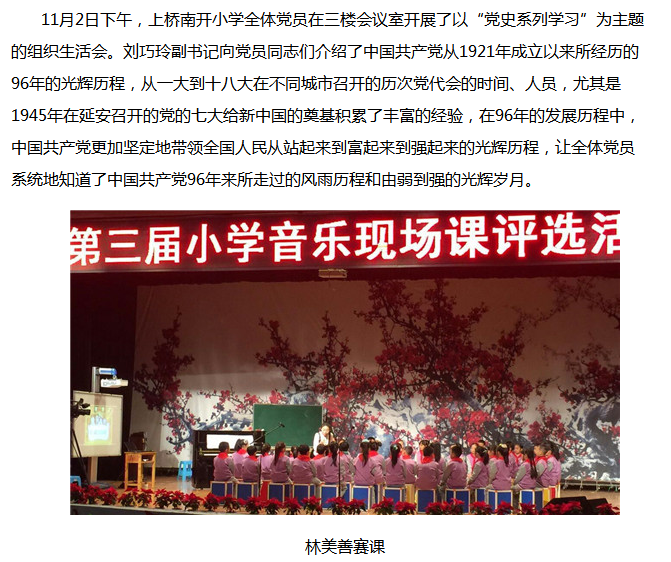 11月2日下午，上桥南开小学全体党员在三楼会议室开展了以“党史系列学习”为主题
的组织生活会。刘巧玲副书记向党员同志们介绍了中国共产党从1921年成立以来所经历的
96年的光辉历程，从一大到十八大在不同城市召开的历次党代会的时间、人员，尤其是
1945年在延安召开的党的七大给新中国的奠基积累了丰富的经验，在96年的发展历程中，
中国共产党更加坚定地带领全国人民从站起来到富起来到强起来的光辉历程，让全体党员
系统地知道了中国共产党96年来所走过的风雨历程和由弱到强的光辉岁月。
第三届小学音乐现场课评选活
林美善赛课